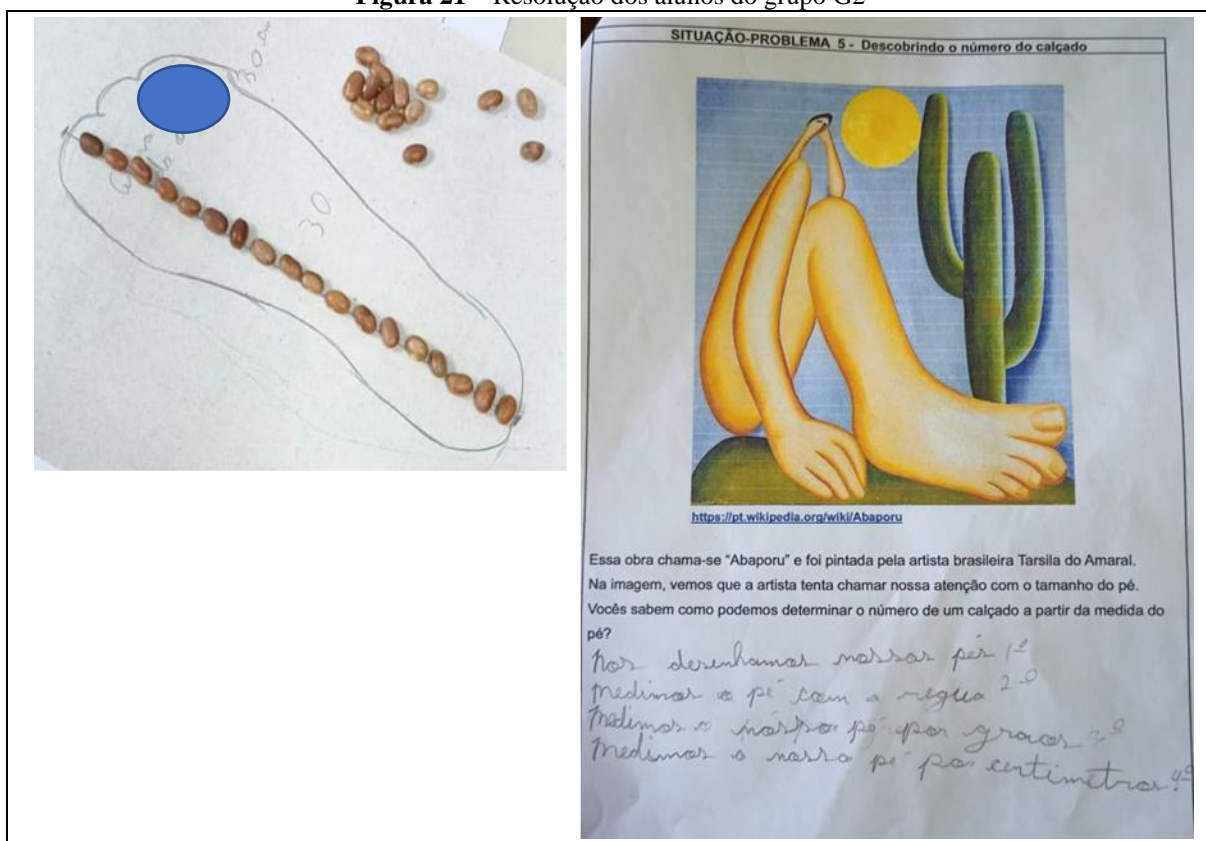 Figura 21 – Resolução dos alunos do grupo G2
30
30
SITUAÇÃO-PROBLEMA 5 - Descobrindo o número do calçado
https://pt.wikipedia.org/wiki/Abaporu
Essa obra chama-se "Abaporu" e foi pintada pela artista brasileira Tarsila do Amaral.
Na imagem, vemos que a artista tenta chamar nossa atenção com o tamanho do pé.
Vocês sabem como podemos determinar o número de um calçado a partir da medida do
pé?
nos desenhamos nossos pés 1º
medimos o pé com a regua 2º
medimos o nosso pé por graos 3º
medimos o nosso pé por centimetros 4º